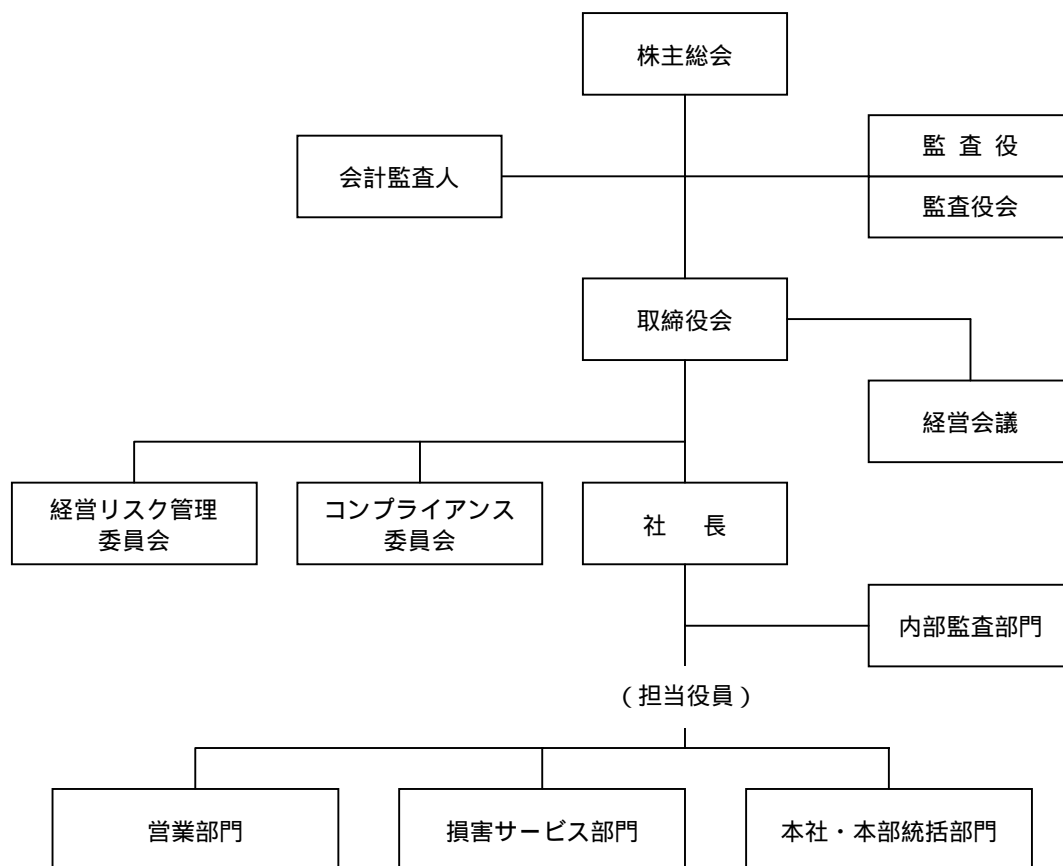 株主総会
会計監査人
監 査 役
監査役会
取締役会
経営会議
経営リスク管理
委員会
コンプライアンス
委員会
社 長
内部監査部門
(担当役員)
営業部門
損害サービス部門
本社・本部統括部門